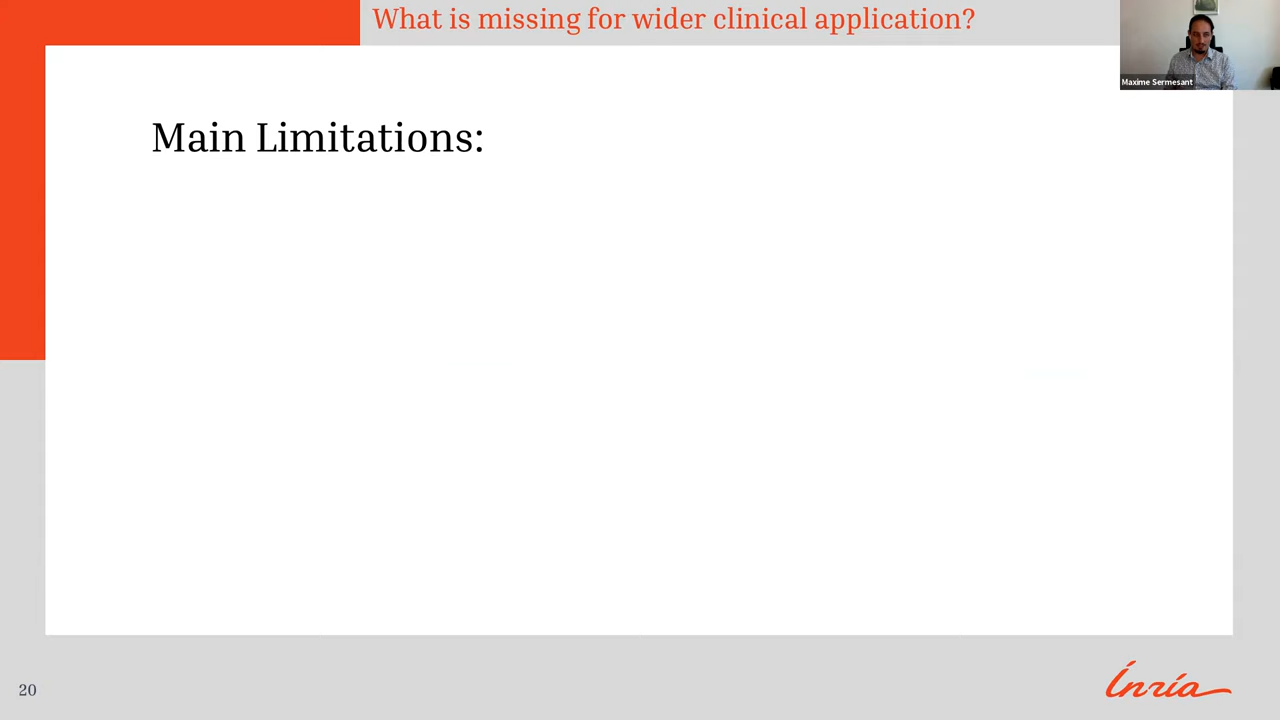 What is missing for wider clinical application?
Maxime Sermesant
Main Limitations:
20
Inria